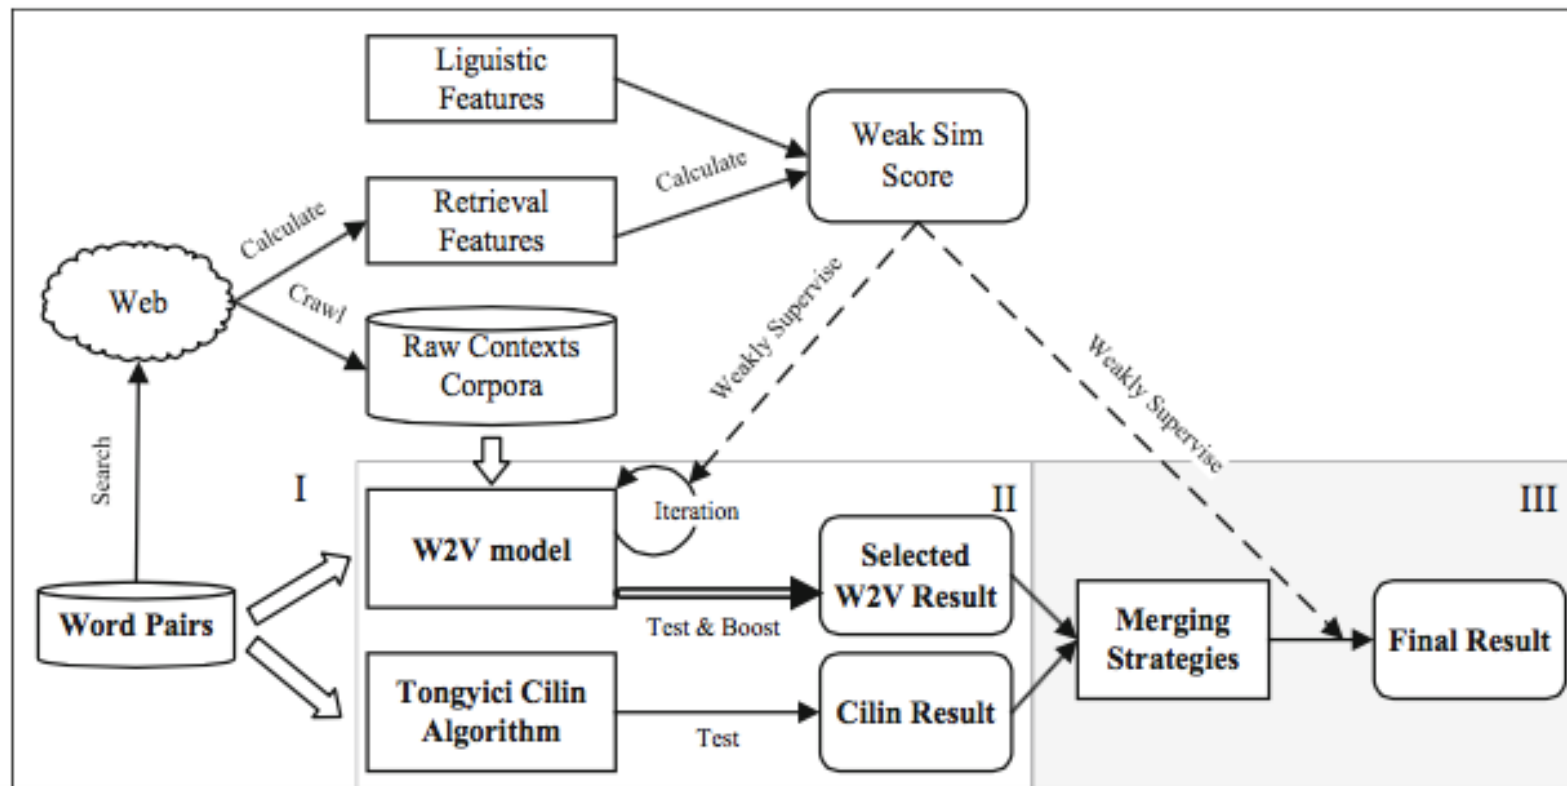 Liguistic
Features
Weak Sim
Score
Calculate
Retrieval
Features
Calculate
Web
Crawl
Raw Contexts
Corpora
Weakly Supervise
Weakly Supervise
Search
I
II
III
W2V model
Iteration
Selected
W2V Result
Test & Boost
Word Pairs
Merging
Strategies
Final Result
Tongyici Cilin
Algorithm
Test
Cilin Result